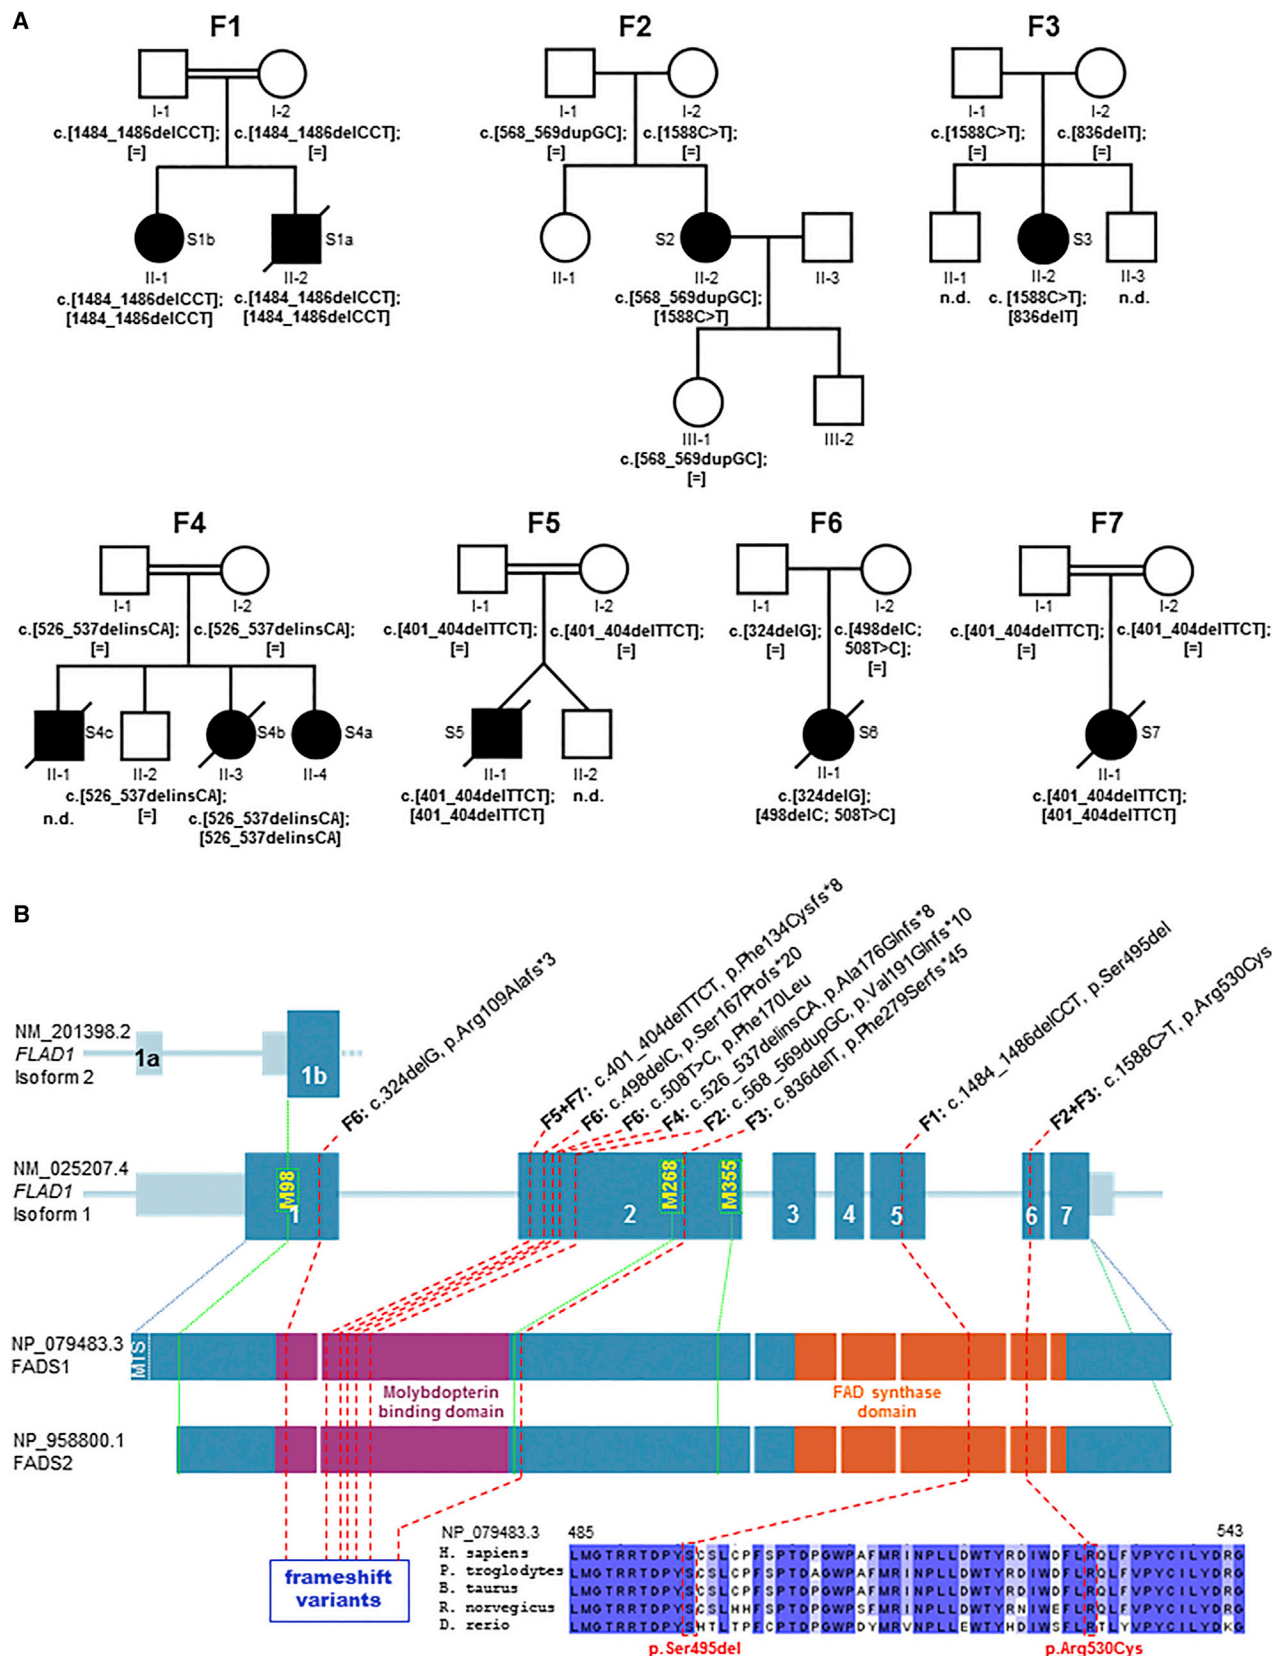 A
F1
F2
F3
I-1
I-2
I-1
I-2
I-1
I-2
c.[1484_1486delCCT];
[=]
c.[1484_1486delCCT];
[=]
c.[568_569dupGC];
[=]
c.[1588C>T];
[=]
c.[1588C>T];
[=]
c.[836delT];
[=]
S1b
S1a
S2
S3
II-1
II-2
II-1
II-2
II-3
II-1
II-2
II-3
c.[1484_1486delCCT];
[1484_1486delCCT]
c.[1484_1486delCCT];
[1484_1486delCCT]
c.[568_569dupGC];
[1588C>T]
n.d.
c. [1588C>T];
[836delT]
n.d.
III-1
III-2
c.[568_569dupGC];
[=]
F4
F5
F6
F7
I-1
I-2
I-1
I-2
I-1
I-2
I-1
I-2
c.[526_537delinsCA];
[=]
c.[526_537delinsCA];
[=]
c.[401_404delTTCT];
[=]
c.[401_404delTTCT];
[=]
c.[324delG];
[=]
c.[498delC;
508T>C];
[=]
c.[401_404delTTCT];
[=]
c.[401_404delTTCT];
[=]
S4c
S4b
S4a
S5
S6
S7
II-1
II-2
II-3
II-4
II-1
II-2
II-1
II-1
n.d.
c.[526_537delinsCA];
[=]
c.[526_537delinsCA];
[526_537delinsCA]
c.[401_404delTTCT];
[401_404delTTCT]
n.d.
c.[324delG];
[498delC; 508T>C]
c.[401_404delTTCT];
[401_404delTTCT]
B
F6: c.324delG, p.Arg109Alafs*3
F5+F7: c.401_404delTTCT, p.Phe134Cysfs*8
F6: c.498delC, p.Ser167Profs*20
F6: c.508T>C, p.Phe170Leu
F4: c.526_537delinsCA, p.Ala176Glnfs*8
F2: c.568_569dupGC, p.Val191Glnfs*10
F3: c.836delT, p.Phe279Serfs*45
F1: c.1484_1486delCCT, p.Ser495del
F2+F3: c.1588C>T, p.Arg530Cys
NM_201398.2
FLAD1
Isoform 2
1a
1b
NM_025207.4
FLAD1
Isoform 1
M98
1
2
M268
M355
3
4
5
6
7
NP_079483.3
FADS1
MTS
Molybdopterin
binding domain
FAD synthase
domain
NP_958800.1
FADS2
frameshift
variants
NP_079483.3
485
543
H. sapiens LMGTRRTDPYSCSLCPFSPTDPGWPAFMRINPLLDWTYRDIWDFLRQLFVPYCILYDRG
P. troglodytes LMGTRRTDPYSCSLCPFSPTDAGWPAFMRINPLLDWTYRDIWDFLRQLFVPYCILYDRG
B. taurus LMGTRRTDPYSCSLCPFSPTDPGWPAFMRINPLLDWTYRDIWDFLRQLFVPYCILYDRG
R. norvegicus LMGTRRTDPYSCSLHHFSPTDPGWPSFMRINPLLDWTYRNIWEFLRQLFVPYCILYDRG
D. rerio LMGTRRTDPYSHTLTPFCPTDPGWPDYMRVNPLLEWTYHDIWSFLRTLYVPYCILYDKG
p.Ser495del
p.Arg530Cys